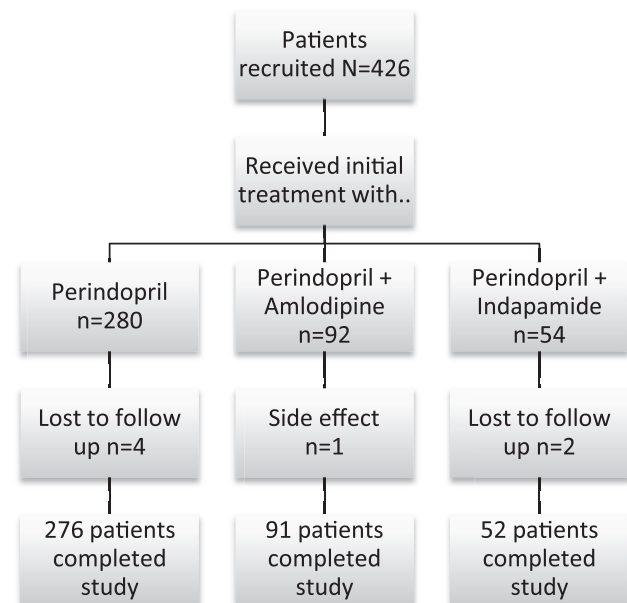 Patients
recruited N=426
Received initial
treatment with..
Perindopril
n=280
Perindopril +
Amlodipine
n=92
Perindopril +
Indapamide
n=54
Lost to follow
up n=4
Side effect
n=1
Lost to follow
up n=2
276 patients
completed
study
91 patients
completed
study
52 patients
completed
study